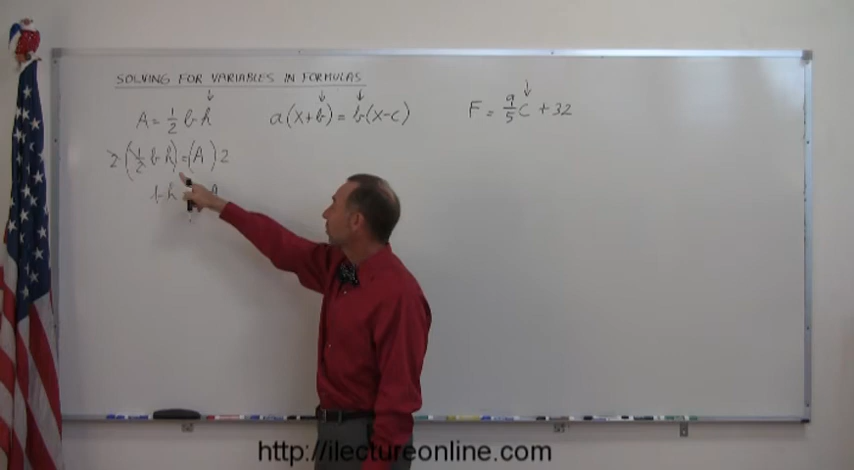 SOLVING FOR VARIABLES IN FORMULAS
A = 1/2 b h
2 (1/2 b h) = (A) 2
b h
a(x+b) = b(x-c)
F = 9/5 C + 32
http://ilectureonline.com